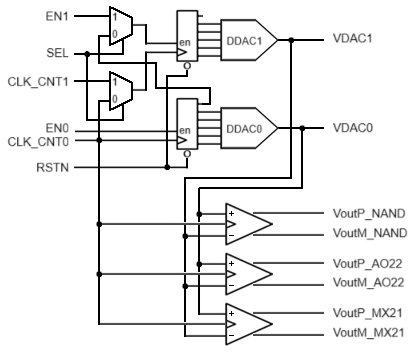 EN1
1
0
en
DDAC1
VDAC1
SEL
CLK_CNT1
1
0
EN0
en
DDAC0
VDAC0
CLK_CNT0
RSTN
+
−
VoutP_NAND
VoutM_NAND
+
−
VoutP_AO22
VoutM_AO22
+
−
VoutP_MX21
VoutM_MX21